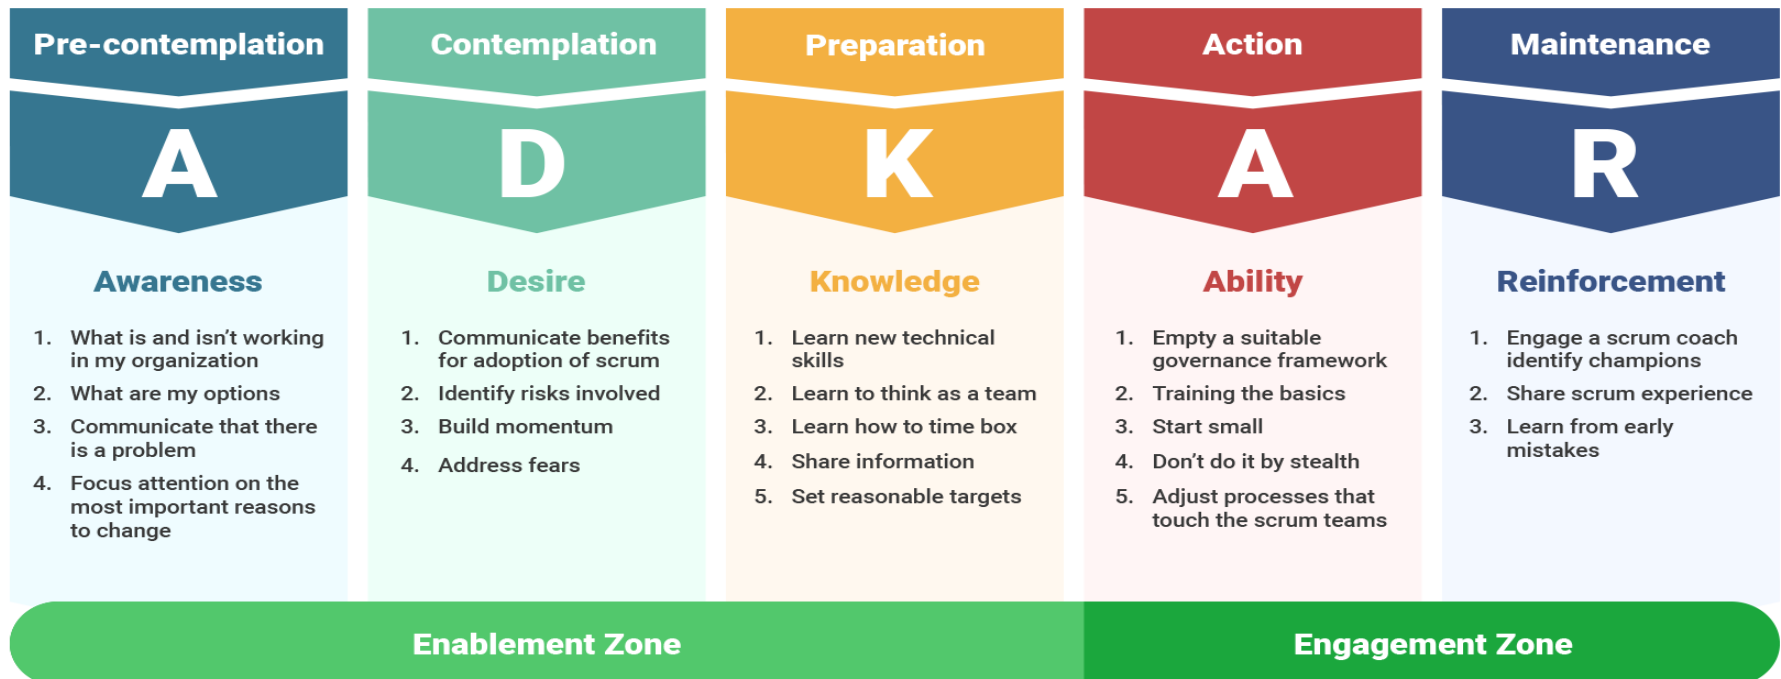 Pre-contemplation
A
Awareness
1. What is and isn’t working
in my organization
2. What are my options
3. Communicate that there
is a problem
4. Focus attention on the
most important reasons
to change
Contemplation
D
Desire
1. Communicate benefits
for adoption of scrum
2. Identify risks involved
3. Build momentum
4. Address fears
Preparation
K
Knowledge
1. Learn new technical
skills
2. Learn to think as a team
3. Learn how to time box
4. Share information
5. Set reasonable targets
Action
A
Ability
1. Empty a suitable
governance framework
2. Training the basics
3. Start small
4. Don’t do it by stealth
5. Adjust processes that
touch the scrum teams
Maintenance
R
Reinforcement
1. Engage a scrum coach
identify champions
2. Share scrum experience
3. Learn from early
mistakes
Enablement Zone
Engagement Zone